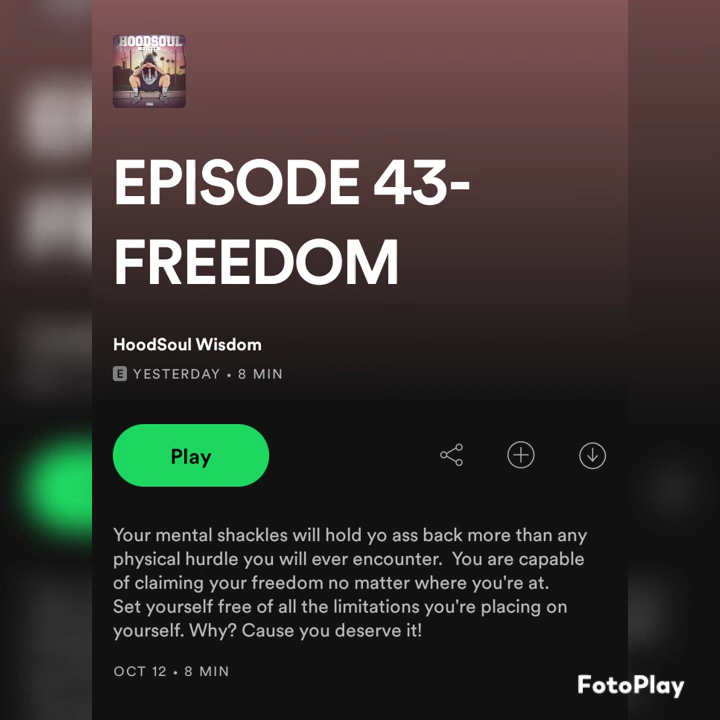 HOODSOUL
EPISODE 43-
FREEDOM
HoodSoul Wisdom
E YESTERDAY • 8 MIN
Play
Your mental shackles will hold yo ass back more than any
physical hurdle you will ever encounter.  You are capable
of claiming your freedom no matter where you're at.
Set yourself free of all the limitations you're placing on
yourself. Why? Cause you deserve it!
OCT 12 • 8 MIN
FotoPlay